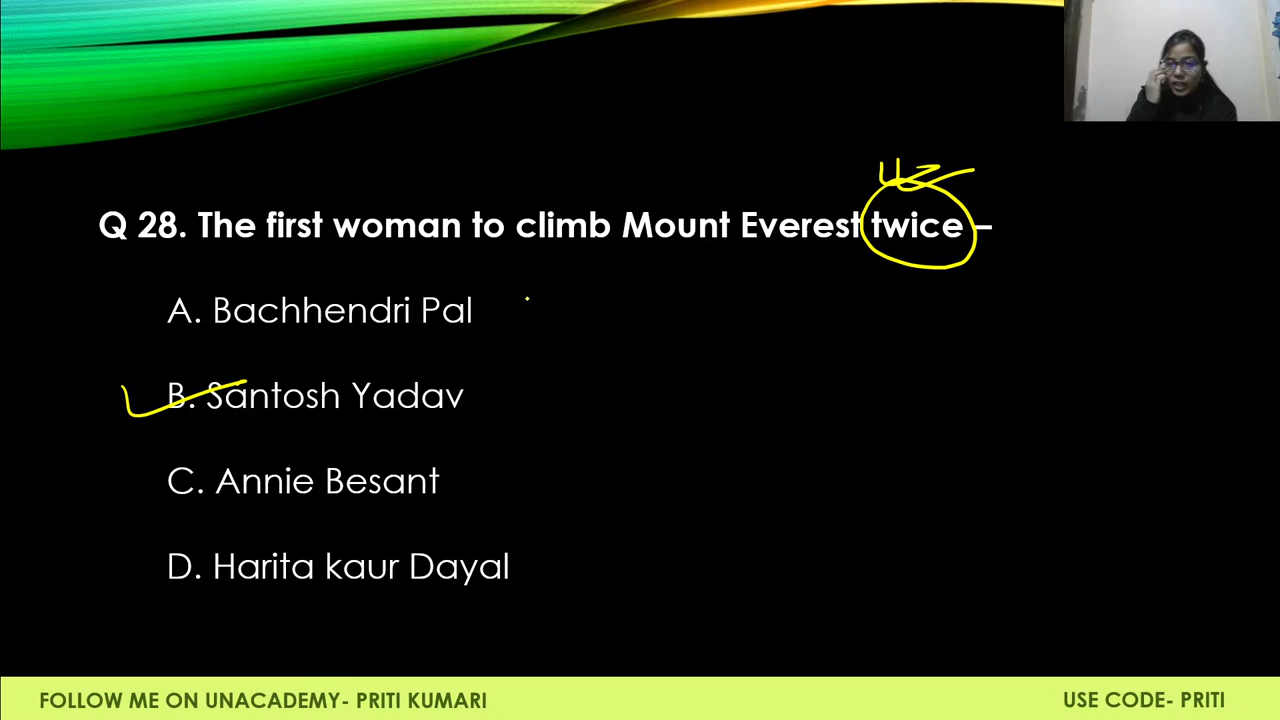 Q 28. The first woman to climb Mount Everest twice –
A. Bachhendri Pal
B. Santosh Yadav
C. Annie Besant
D. Harita kaur Dayal
FOLLOW ME ON UNACADEMY- PRITI KUMARI
USE CODE- PRITI